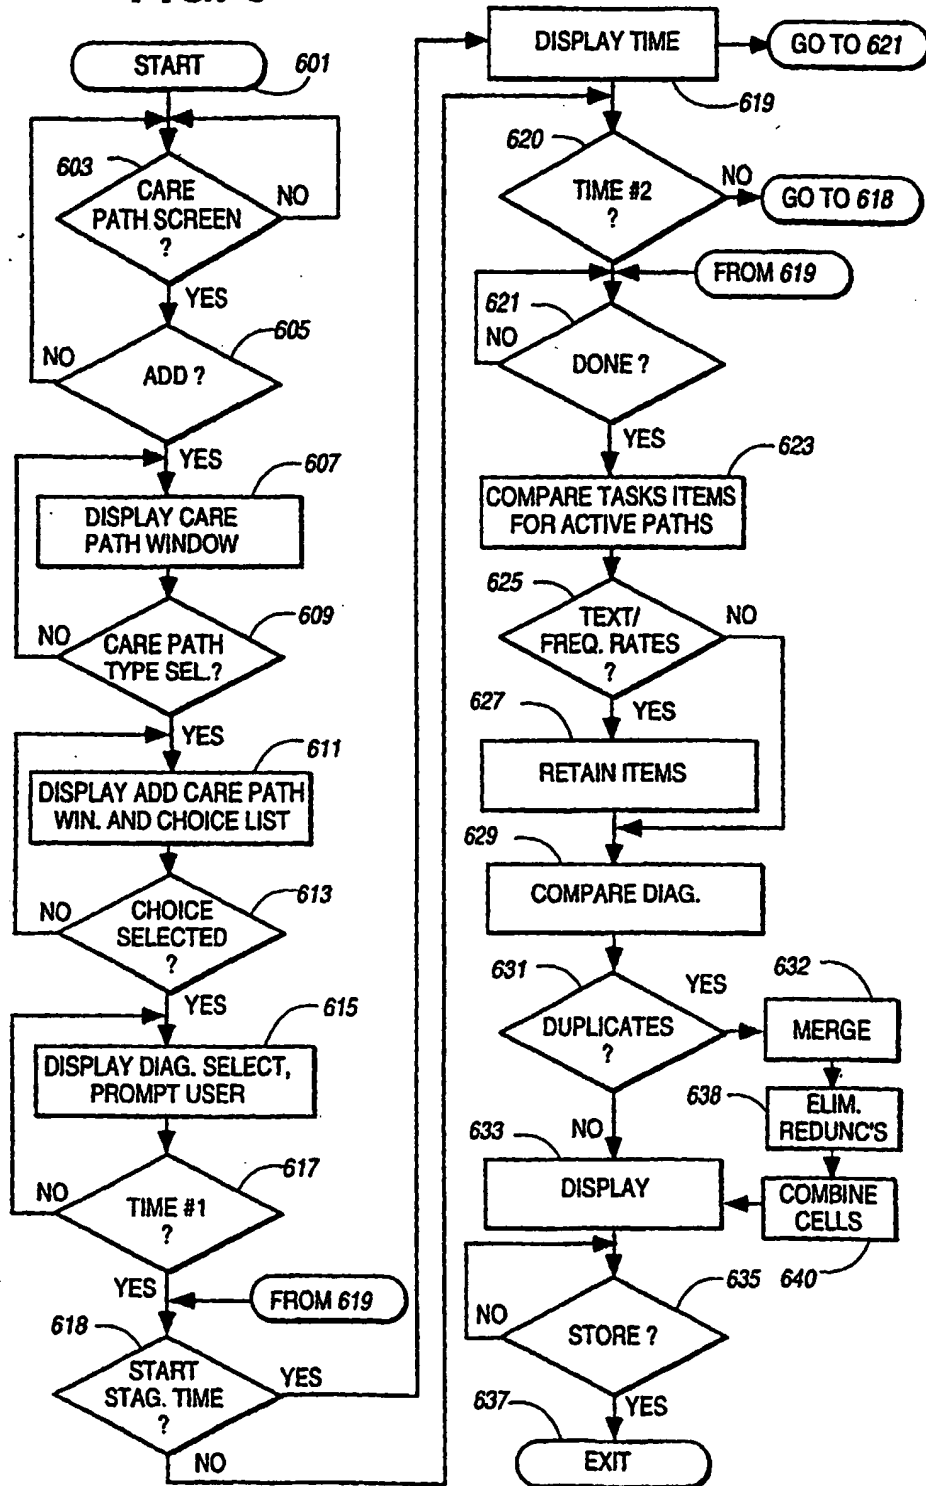 START
601
603
CARE
PATH SCREEN
?
NO
YES
605
NO
ADD ?
YES
607
DISPLAY CARE
PATH WINDOW
609
NO
CARE PATH
TYPE SEL.?
YES
611
DISPLAY ADD CARE PATH
WIN. AND CHOICE LIST
613
NO
CHOICE
SELECTED
?
YES
615
DISPLAY DIAG. SELECT,
PROMPT USER
617
NO
TIME #1
?
YES
FROM 619
618
START
STAG. TIME
?
YES
NO
DISPLAY TIME
GO TO 621
619
620
TIME #2
?
NO
GO TO 618
FROM 619
621
NO
DONE ?
YES
623
COMPARE TASKS ITEMS
FOR ACTIVE PATHS
625
TEXT/
FREQ. RATES
?
NO
627
YES
RETAIN ITEMS
629
COMPARE DIAG.
631
DUPLICATES
?
YES
632
MERGE
638
ELIM.
REDUNC'S
NO
633
DISPLAY
COMBINE
CELLS
640
635
NO
STORE ?
YES
637
EXIT